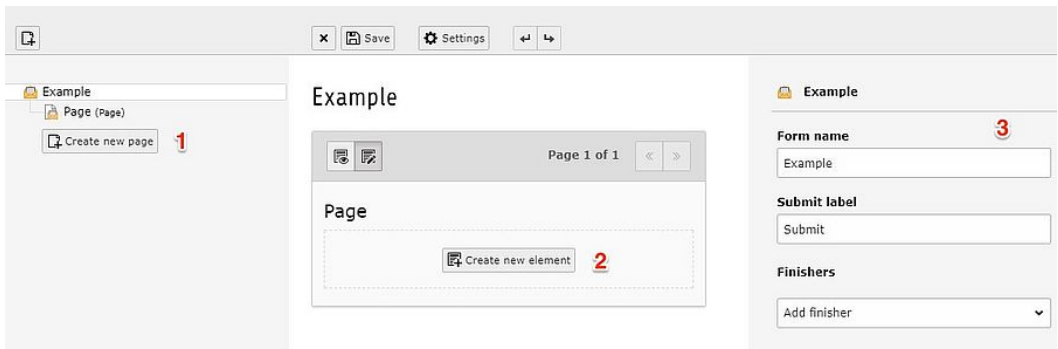 Save
Settings
Example
Page (Page)
Create new page
1
Example
Page 1 of 1
« »
Page
Create new element
2
Example
3
Form name
Example
Submit label
Submit
Finishers
Add finisher